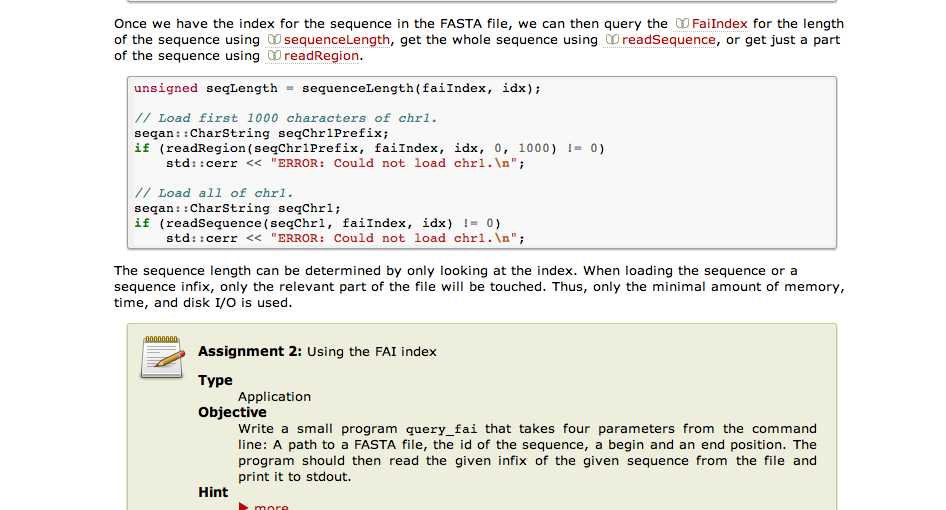 Once we have the index for the sequence in the FASTA file, we can then query the FaiIndex for the length
of the sequence using sequenceLength, get the whole sequence using readSequence, or get just a part
of the sequence using readRegion.
unsigned seqLength = sequenceLength(faiIndex, idx);
// Load first 1000 characters of chr1.
seqan::CharString seqChr1Prefix;
if (readRegion(seqChr1Prefix, faiIndex, idx, 0, 1000) != 0)
    std::cerr << "ERROR: Could not load chr1.\n";
// Load all of chr1.
seqan::CharString seqChr1;
if (readSequence(seqChr1, faiIndex, idx) != 0)
    std::cerr << "ERROR: Could not load chr1.\n";
The sequence length can be determined by only looking at the index. When loading the sequence or a
sequence infix, only the relevant part of the file will be touched. Thus, only the minimal amount of memory,
time, and disk I/O is used.
Assignment 2: Using the FAI index
Type
Application
Objective
Write a small program query_fai that takes four parameters from the command
line: A path to a FASTA file, the id of the sequence, a begin and an end position. The
program should then read the given infix of the given sequence from the file and
print it to stdout.
Hint
more